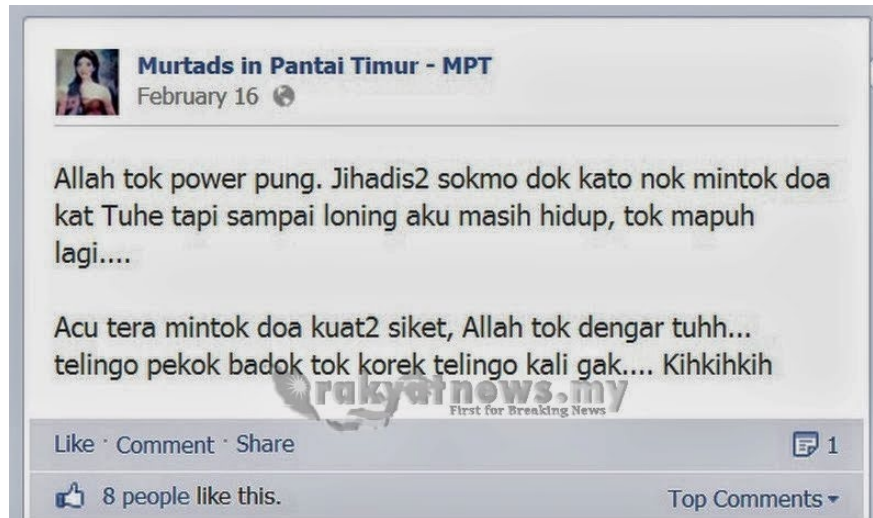 Murtads in Pantai Timur - MPT
February 16
Allah tok power pung. Jihadis2 sokmo dok kato nok mintok doa
kat Tuhe tapi sampai loning aku masih hidup, tok mapuh
lagi....
Acu tera mintok doa kuat2 siket, Allah tok dengar tuhh...
telingo pekok badok tok korek telingo kali gak.... Kihkihkih
rakyatnows.my
First for Breaking News
Like · Comment · Share
1
8 people like this.
Top Comments